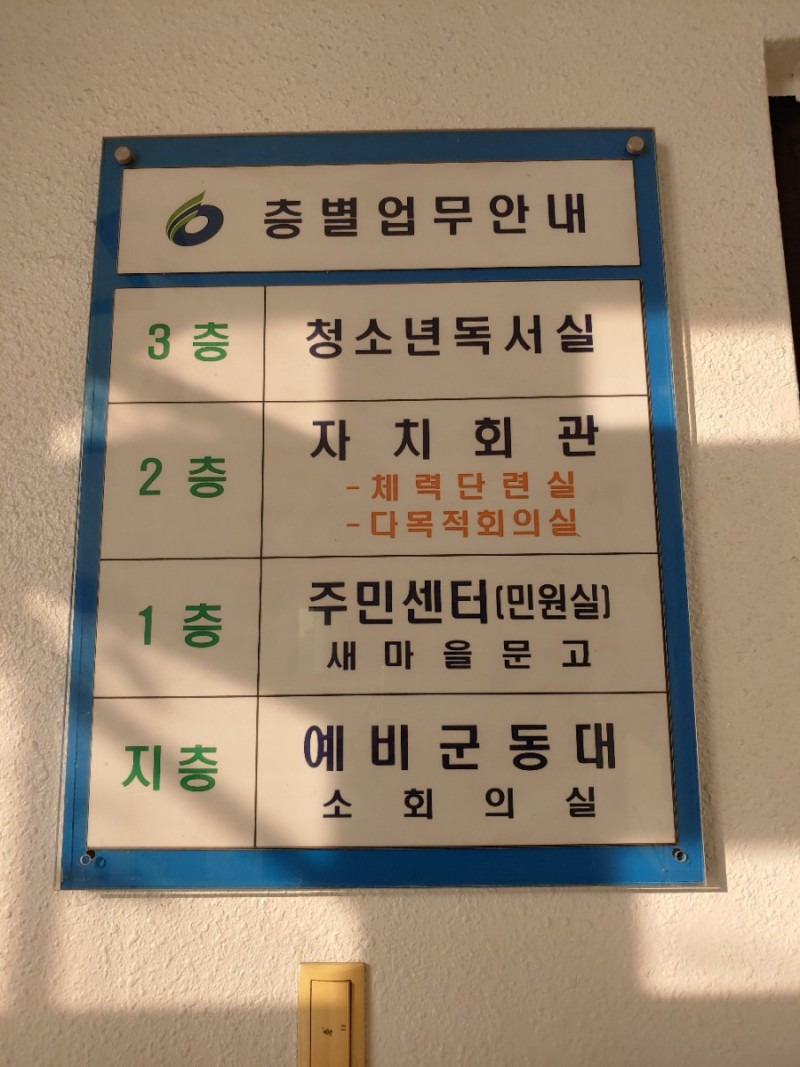 층별업무안내
3층 청소년독서실
2층 자치회관
-체력단련실
-다목적회의실
1층 주민센터(민원실)
새마을문고
지층 예비군동대
소회의실